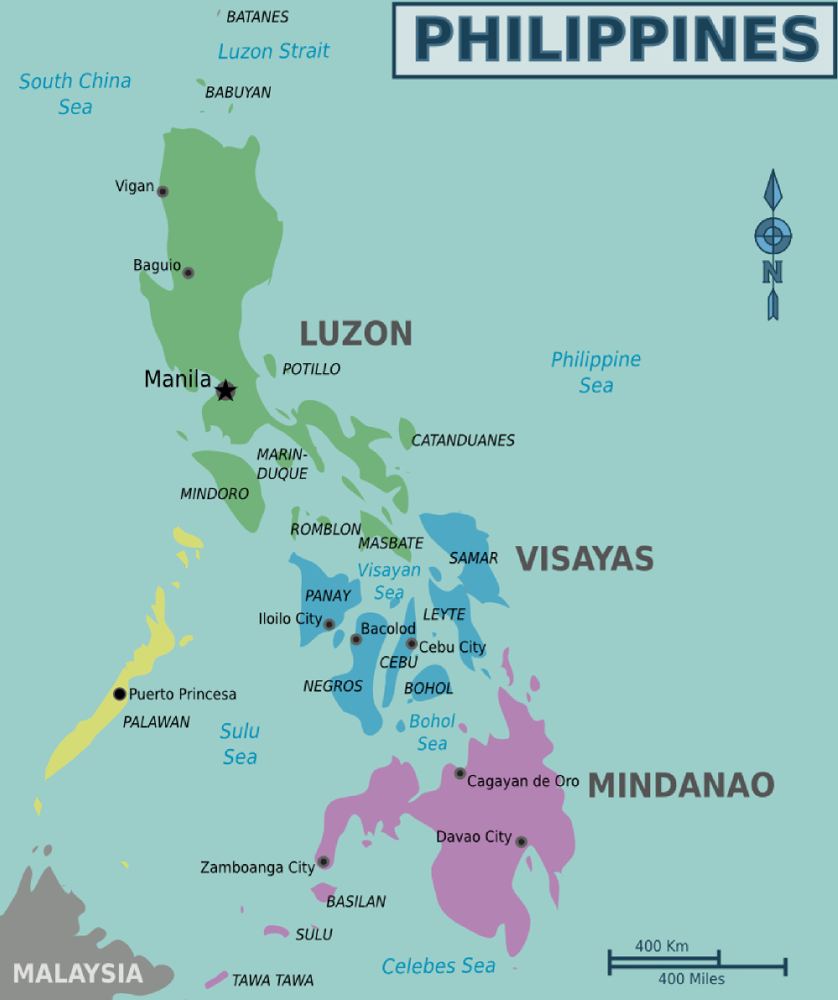 BATANES
PHILIPPINES
Luzon Strait
South China
Sea
BABUYAN
Vigan
Baguio
N
LUZON
Philippine
Sea
POTILLO
Manila
CATANDUANES
MARIN-
DUQUE
MINDORO
ROMBLON
MASBATE
SAMAR
VISAYAS
Visayan
Sea
PANAY
LEYTE
Iloilo City
Bacolod
Cebu City
CEBU
NEGROS
BOHOL
Puerto Princesa
PALAWAN
Sulu
Sea
Bohol
Sea
Cagayan de Oro
MINDANAO
Davao City
Zamboanga City
BASILAN
SULU
400 Km
400 Miles
Celebes Sea
MALAYSIA
TAWA TAWA